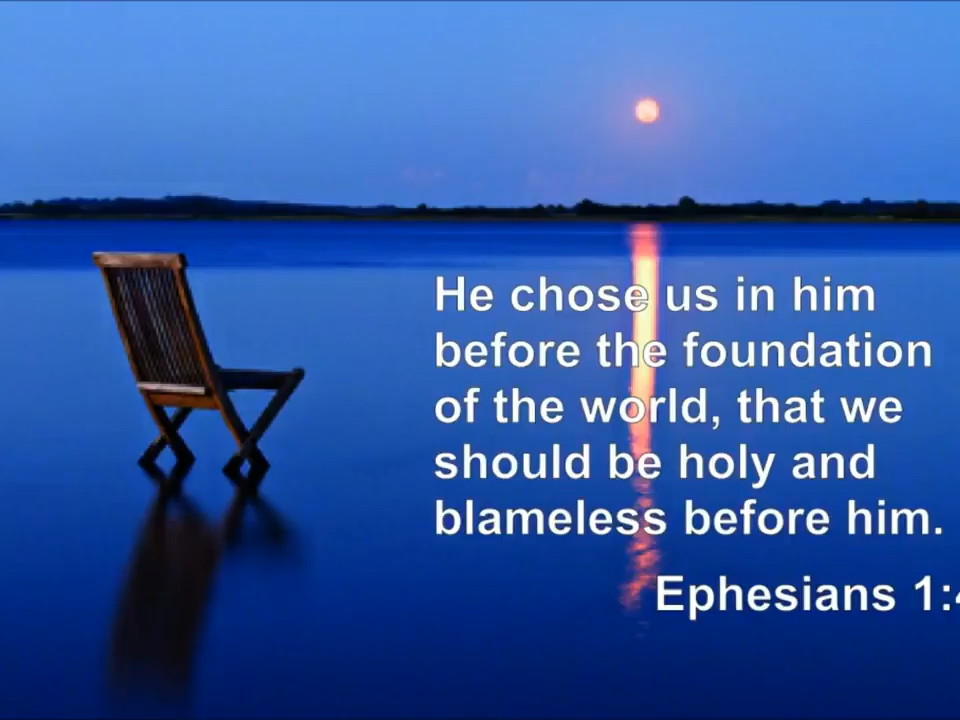 He chose us in him
before the foundation
of the world, that we
should be holy and
blameless before him.
Ephesians 1:4